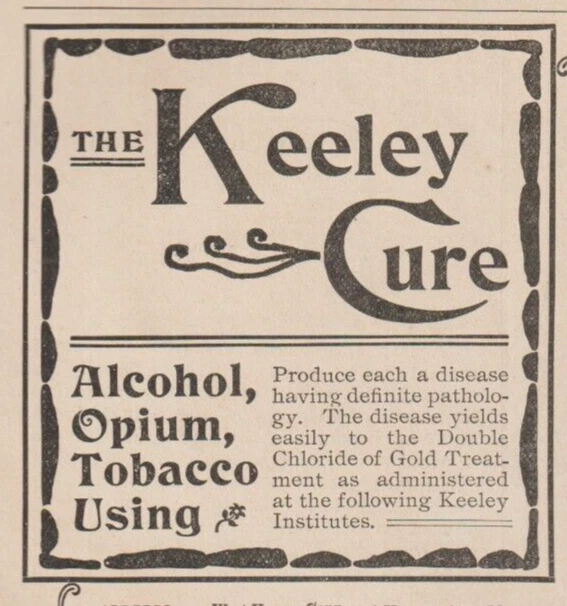 THE Keeley
Cure
Alcohol,
Opium,
Tobacco
Using
Produce each a disease
having definite patholo-
gy. The disease yields
easily to the Double
Chloride of Gold Treat-
ment as administered
at the following Keeley
Institutes.